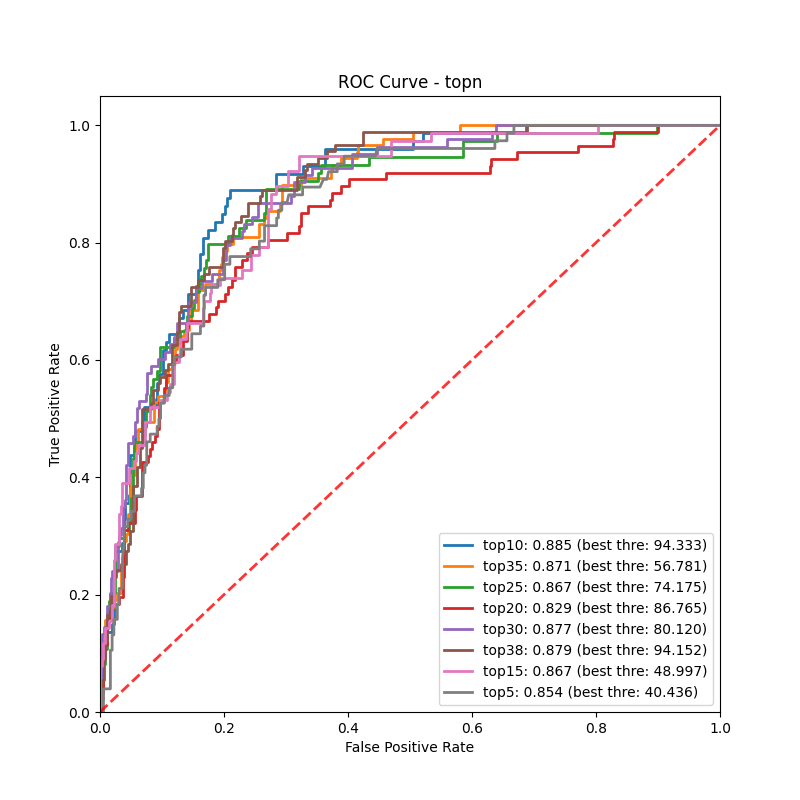 ROC Curve - topn
True Positive Rate
1.0
0.8
0.6
0.4
0.2
0.0
top10: 0.885 (best thre: 94.333)
top35: 0.871 (best thre: 56.781)
top25: 0.867 (best thre: 74.175)
top20: 0.829 (best thre: 86.765)
top30: 0.877 (best thre: 80.120)
top38: 0.879 (best thre: 94.152)
top15: 0.867 (best thre: 48.997)
top5: 0.854 (best thre: 40.436)
0.0 0.2 0.4 0.6 0.8 1.0
False Positive Rate